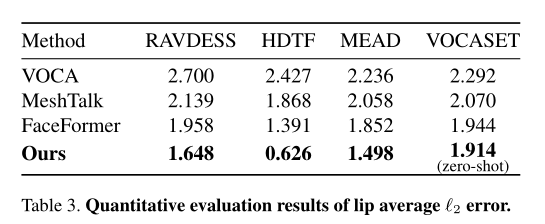 Method RAVDESS HDTF MEAD VOCASET
VOCA 2.700 2.427 2.236 2.292
MeshTalk 2.139 1.868 2.058 2.070
FaceFormer 1.958 1.391 1.852 1.944
Ours 1.648 0.626 1.498 1.914
(zero-shot)
Table 3. Quantitative evaluation results of lip average ℓ2 error.